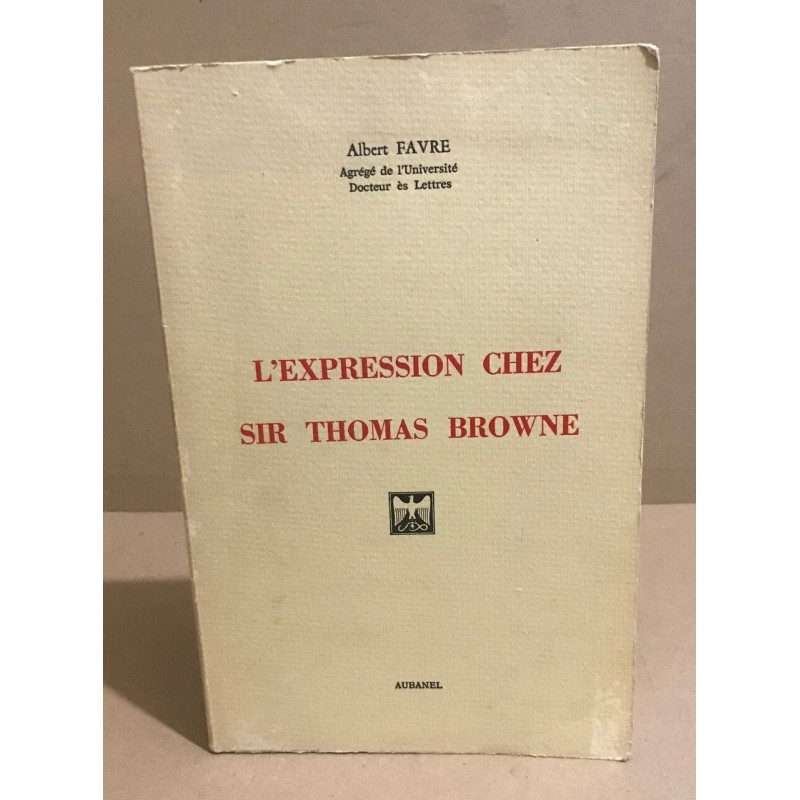 Albert FAVRE
Agrégé de l'Université
Docteur ès Lettres
L'EXPRESSION CHEZ
SIR THOMAS BROWNE
AUBANEL